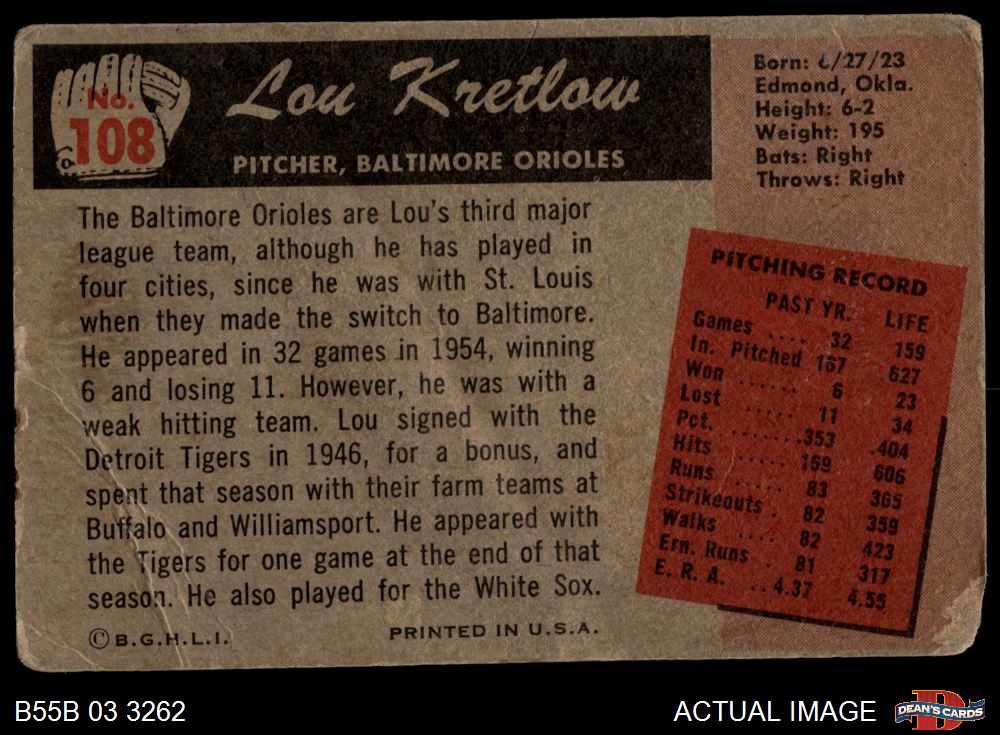 No.
108
Lou Kretlow
PITCHER, BALTIMORE ORIOLES
Born: 6/27/23
Edmond, Okla.
Height: 6-2
Weight: 195
Bats: Right
Throws: Right
The Baltimore Orioles are Lou's third major
league team, although he has played in
four cities, since he was with St. Louis
when they made the switch to Baltimore.
He appeared in 32 games in 1954, winning
6 and losing 11. However, he was with a
weak hitting team. Lou signed with the
Detroit Tigers in 1946, for a bonus, and
spent that season with their farm teams at
Buffalo and Williamsport. He appeared with
the Tigers for one game at the end of that
season. He also played for the White Sox.
PITCHING RECORD
PAST YR. LIFE
Games .... 32 159
In. Pitched 167 627
Won ...... 6 23
Lost ..... 11 34
Pct. .......353 .404
Hits ..... 169 606
Runs ..... 83 365
Strikeouts . 82 359
Walks .... 82 423
Ern. Runs . 81 317
E. R. A. ..4.37 4.55
© B.G.H.L.I.
PRINTED IN U.S.A.
B55B 03 3262
ACTUAL IMAGE
DEAN'S CARDS